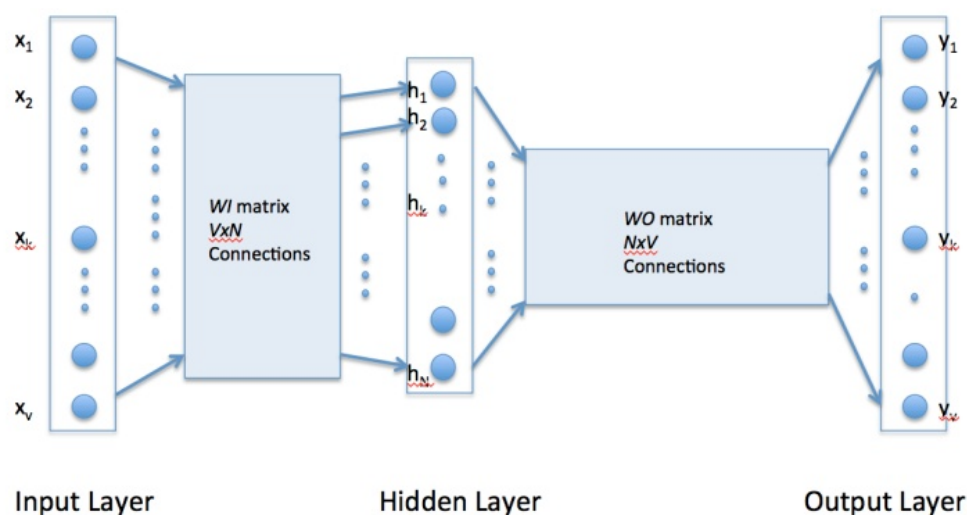 x₁
x₂
xₖ
xᵥ
WI matrix
VxN
Connections
h₁
h₂
hₖ
h_N
WO matrix
NxV
Connections
y₁
y₂
yₖ
yᵥ
Input Layer
Hidden Layer
Output Layer